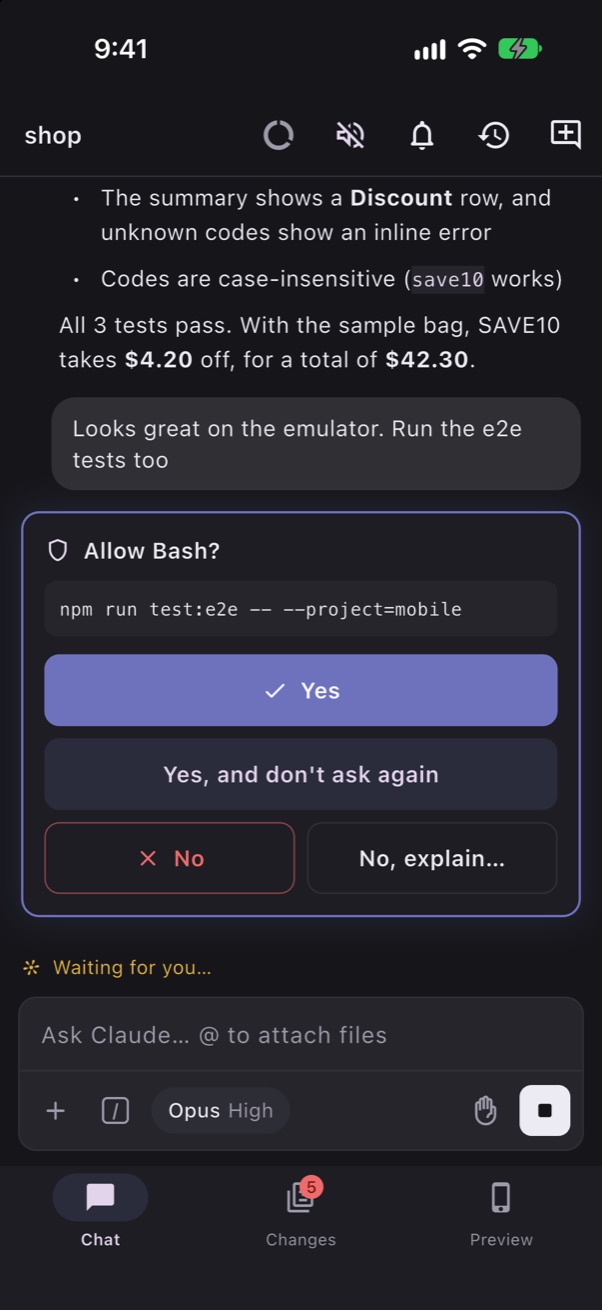 9:41
shop
• The summary shows a Discount row, and
unknown codes show an inline error
• Codes are case-insensitive (save10 works)
All 3 tests pass. With the sample bag, SAVE10
takes $4.20 off, for a total of $42.30.
Looks great on the emulator. Run the e2e
tests too
Allow Bash?
npm run test:e2e -- --project=mobile
Yes
Yes, and don't ask again
No
No, explain...
Waiting for you...
Ask Claude... @ to attach files
/
Opus High
5
Chat
Changes
Preview